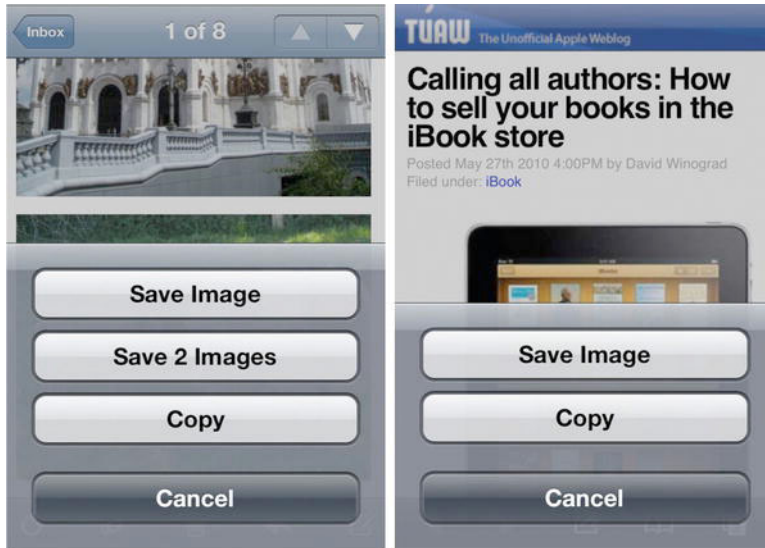 Inbox
1 of 8
Save Image
Save 2 Images
Copy
Cancel
TUAW The Unofficial Apple Weblog
Calling all authors: How
to sell your books in the
iBook store
Posted May 27th 2010 4:00PM by David Winograd
Filed under: iBook
Save Image
Copy
Cancel